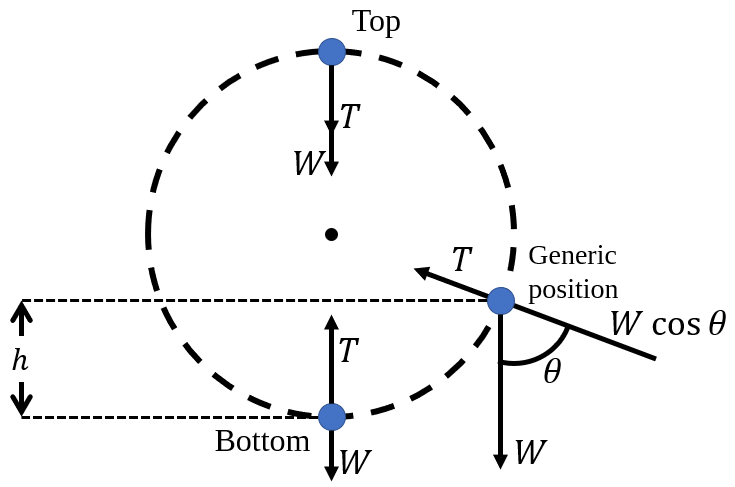 Top
T
W
Generic
position
T
W cos θ
h
T
θ
Bottom
W
W